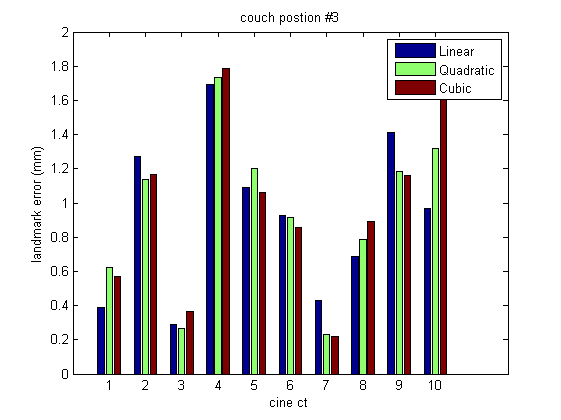 couch postion #3
2
1.8
1.6
1.4
1.2
1
0.8
0.6
0.4
0.2
0
landmark error (mm)
Linear
Quadratic
Cubic
1 2 3 4 5 6 7 8 9 10
cine ct